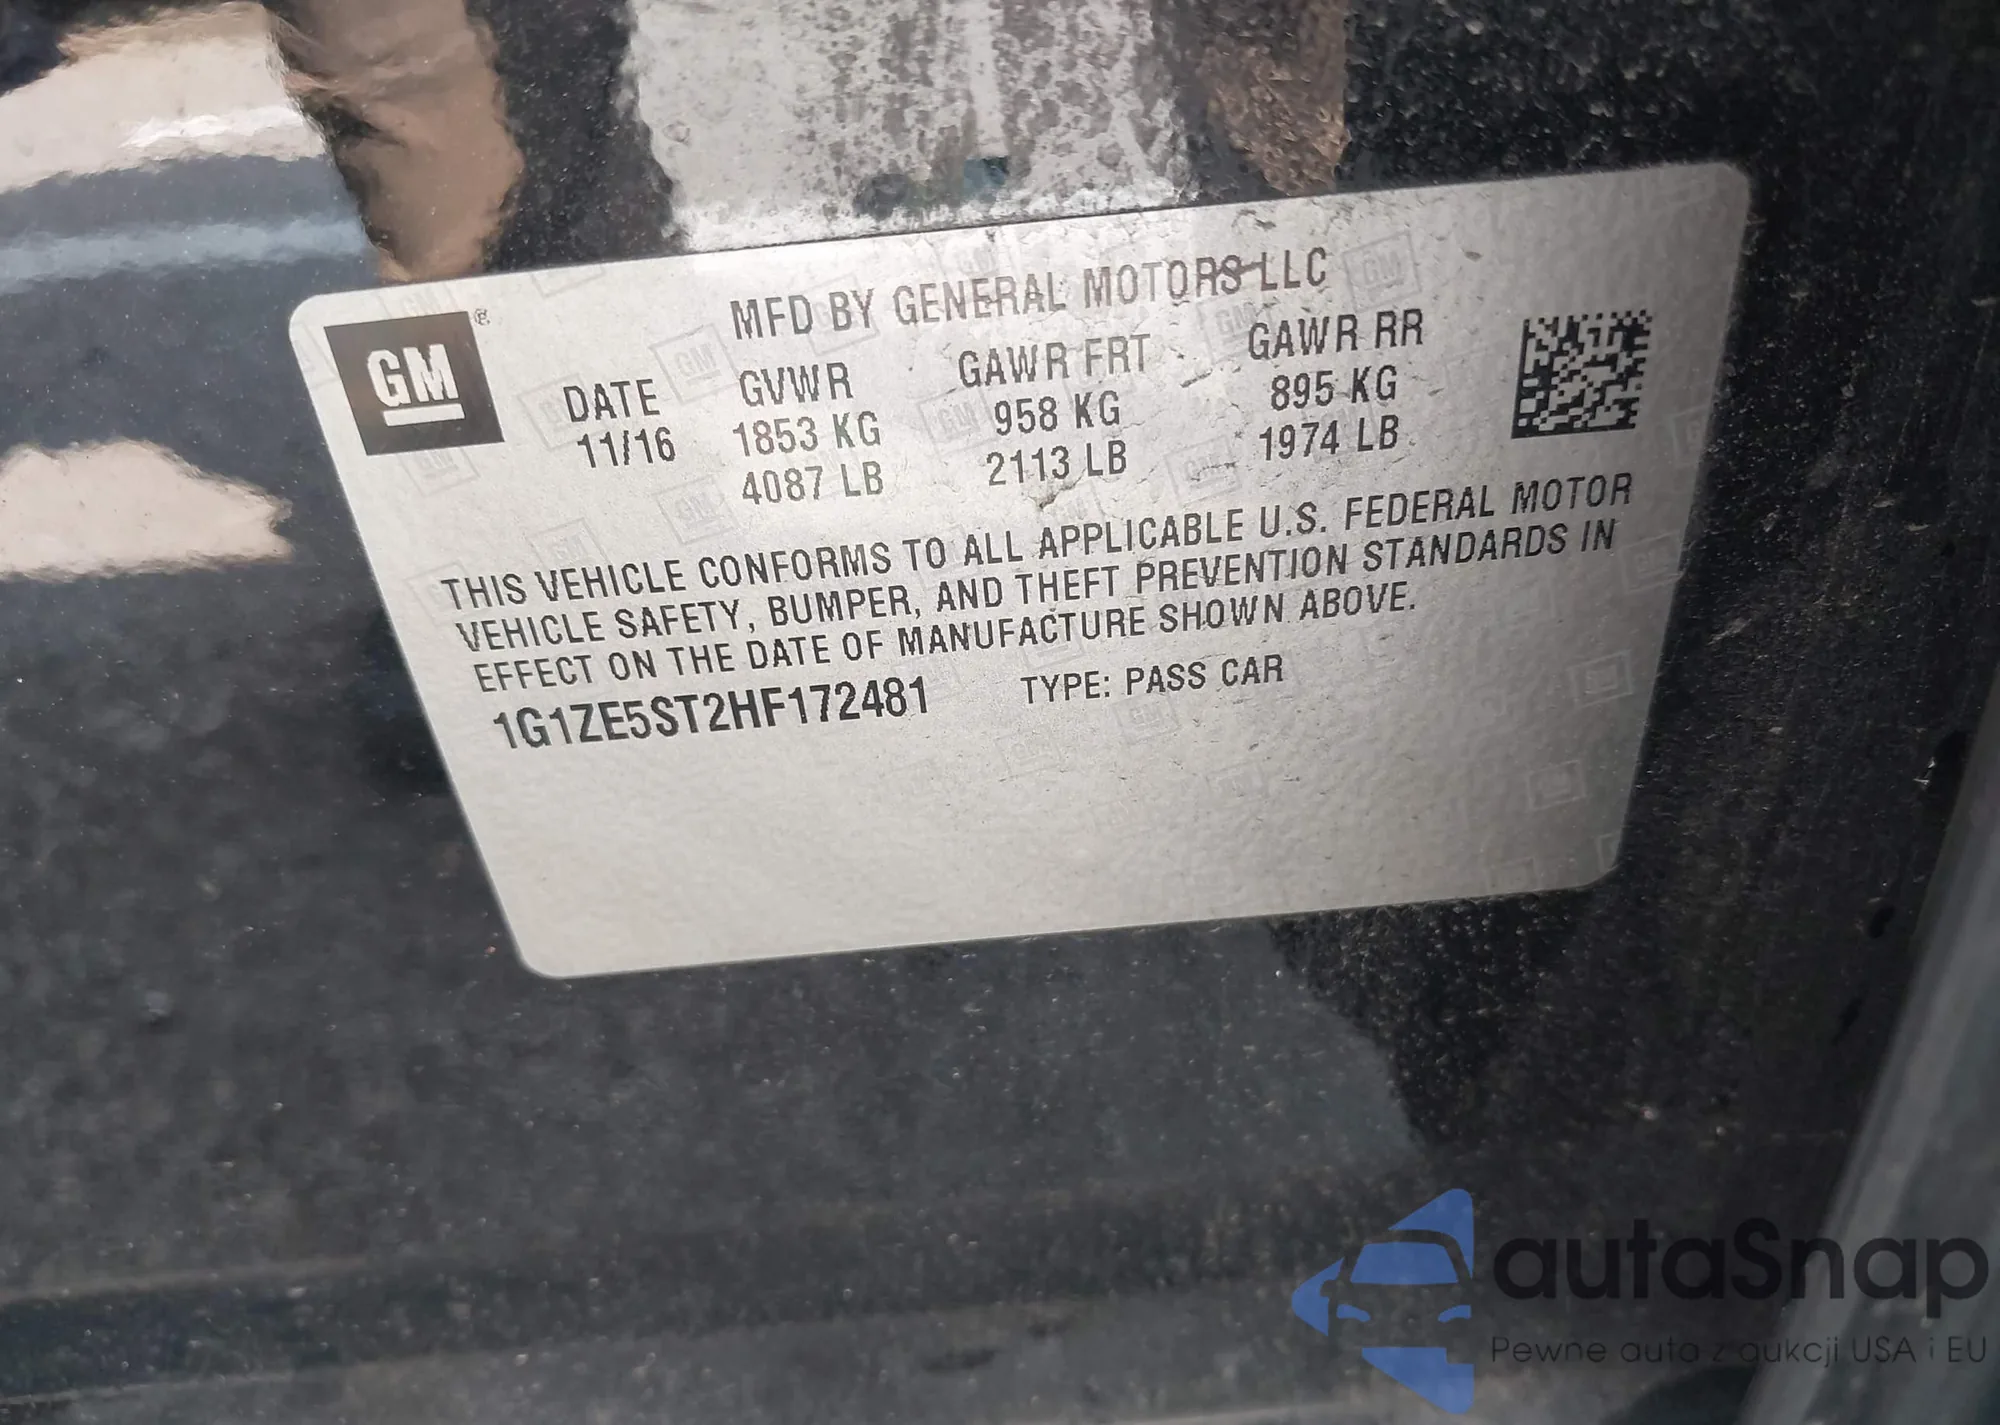 MFD BY GENERAL MOTORS LLC
GM
DATE GVWR GAWR FRT GAWR RR
11/16 1853 KG 958 KG 895 KG
4087 LB 2113 LB 1974 LB
THIS VEHICLE CONFORMS TO ALL APPLICABLE U.S. FEDERAL MOTOR
VEHICLE SAFETY, BUMPER, AND THEFT PREVENTION STANDARDS IN
EFFECT ON THE DATE OF MANUFACTURE SHOWN ABOVE.
1G1ZE5ST2HF172481 TYPE: PASS CAR
autaSnap
Pewne auta z aukcji USA i EU